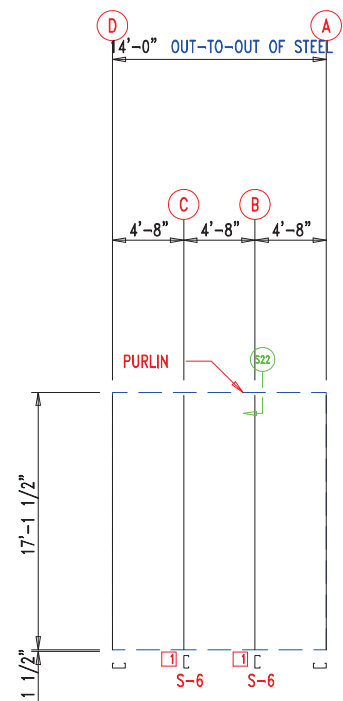 D
A
14'-0" OUT-TO-OUT OF STEEL
C
B
4'-8"
4'-8"
4'-8"
PURLIN
S22
17'-1 1/2"
1
1
1 1/2"
S-6
S-6